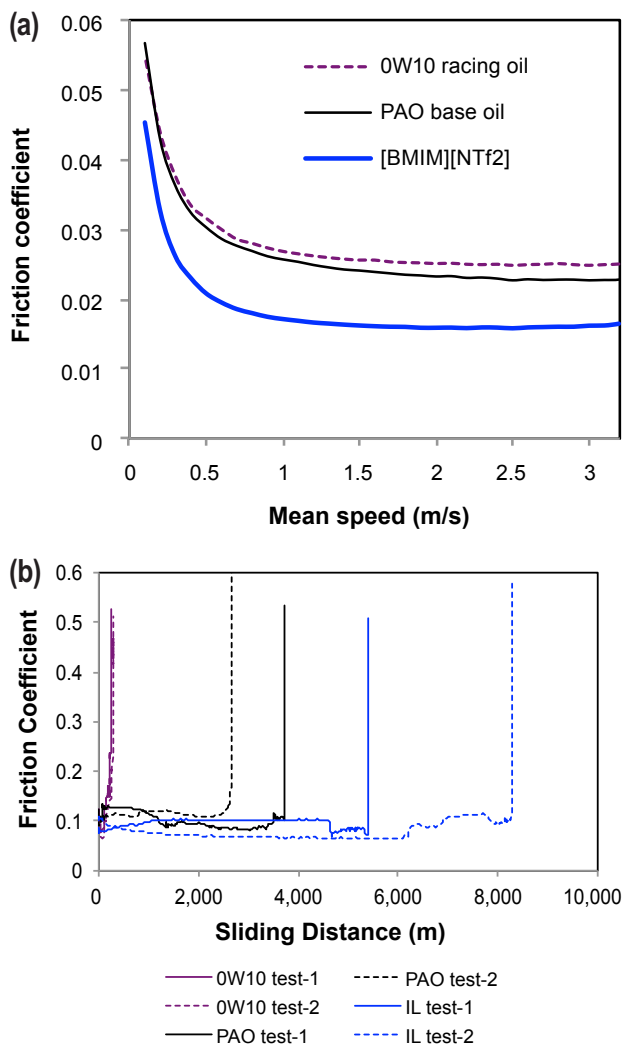 (a)
0.06
0.05
0.04
0.03
0.02
0.01
0
Friction coefficient
0W10 racing oil
PAO base oil
[BMIM][NTf2]
0 0.5 1 1.5 2 2.5 3
Mean speed (m/s)
(b)
0.6
0.5
0.4
0.3
0.2
0.1
0
Friction Coefficient
0 2,000 4,000 6,000 8,000 10,000
Sliding Distance (m)
0W10 test-1 PAO test-2
0W10 test-2 IL test-1
PAO test-1 IL test-2